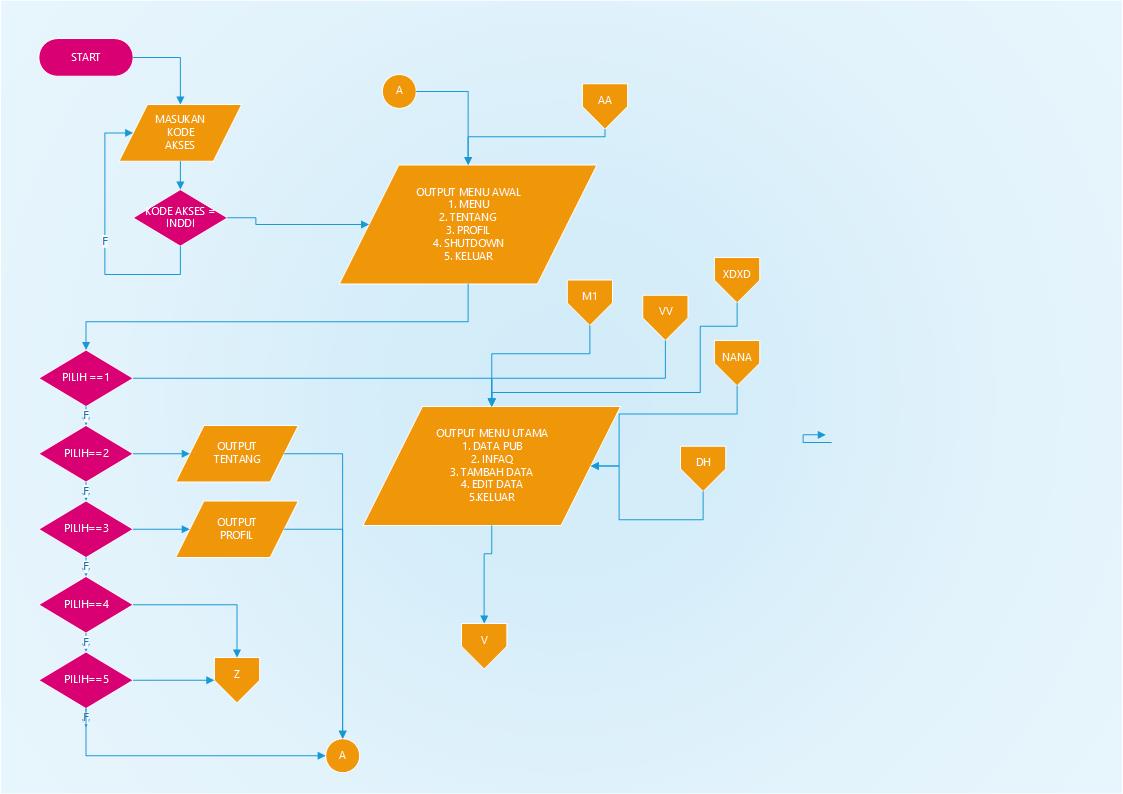 START
MASUKAN
KODE
AKSES
KODE AKSES =
INDDI
F
A
AA
OUTPUT MENU AWAL
1. MENU
2. TENTANG
3. PROFIL
4. SHUTDOWN
5. KELUAR
M1
VV
XDXD
NANA
PILIH ==1
F
PILIH==2
OUTPUT
TENTANG
F
PILIH==3
OUTPUT
PROFIL
F
PILIH==4
F
PILIH==5
Z
F
A
OUTPUT MENU UTAMA
1. DATA PUB
2. INFAQ
3. TAMBAH DATA
4. EDIT DATA
5.KELUAR
DH
V